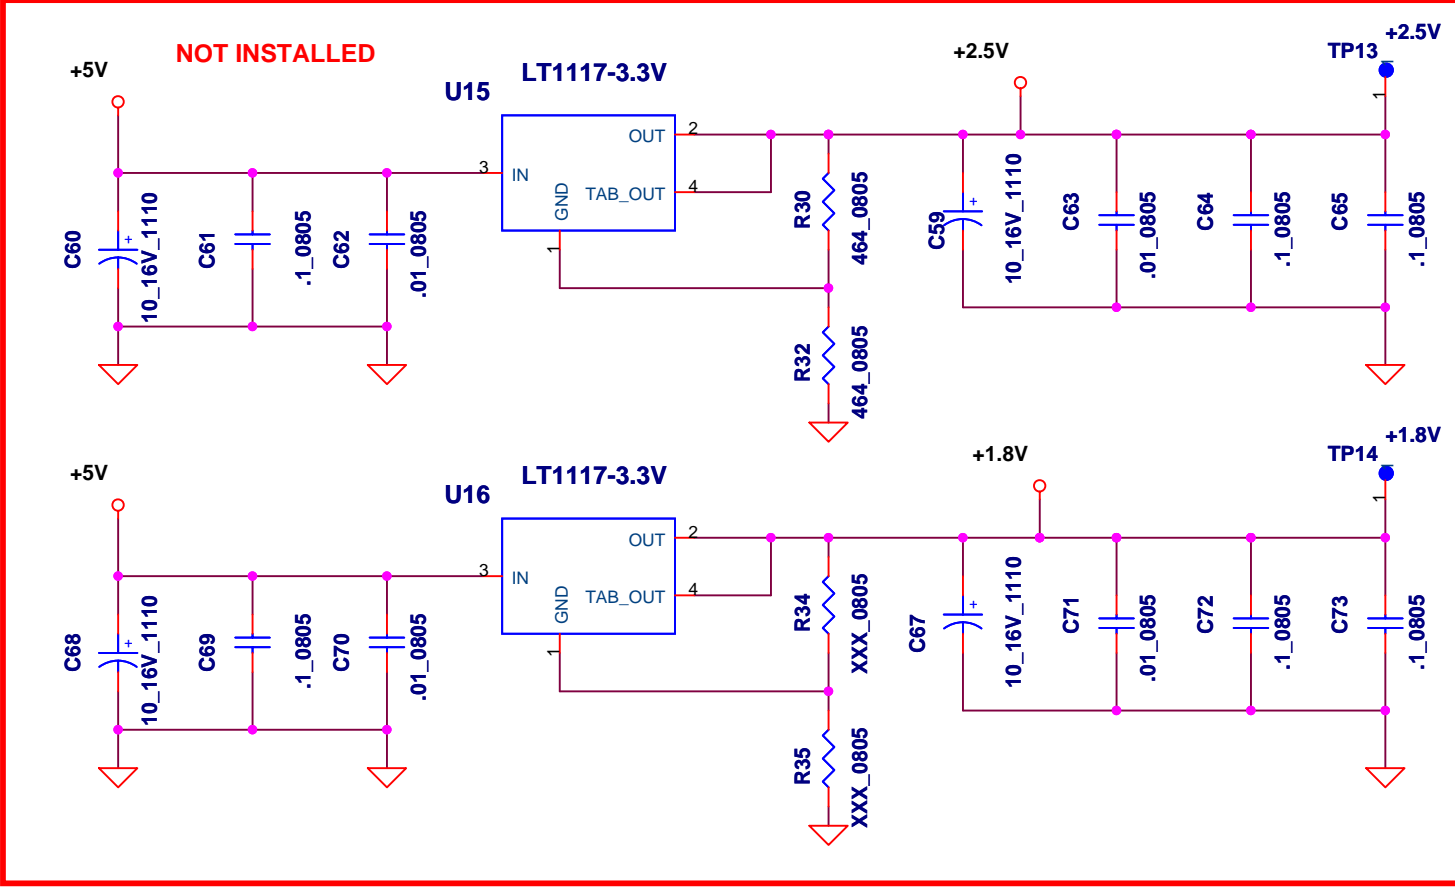 NOT INSTALLED
+5V
U15
LT1117-3.3V
+2.5V
TP13
+2.5V
1
OUT
2
3
IN
TAB_OUT
4
GND
1
C60
10_16V_1110
+
C61
.1_0805
C62
.01_0805
R30
464_0805
R32
464_0805
C59
10_16V_1110
+
C63
.01_0805
C64
.1_0805
C65
.1_0805
+5V
U16
LT1117-3.3V
+1.8V
TP14
+1.8V
1
OUT
2
3
IN
TAB_OUT
4
GND
1
C68
10_16V_1110
+
C69
.1_0805
C70
.01_0805
R34
XXX_0805
R35
XXX_0805
C67
10_16V_1110
+
C71
.01_0805
C72
.1_0805
C73
.1_0805